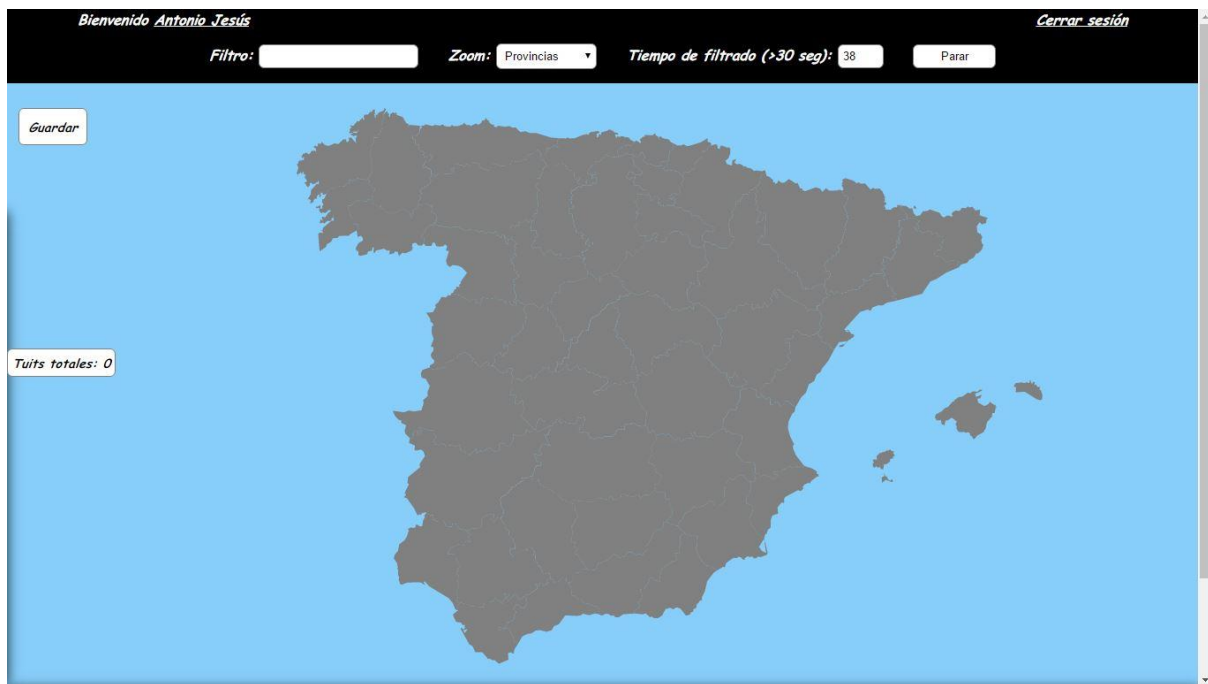 Bienvenido Antonio Jesús Cerrar sesión
Filtro: Zoom: Provincias Tiempo de filtrado (>30 seg): 38 Parar
Guardar
Tuits totales: 0